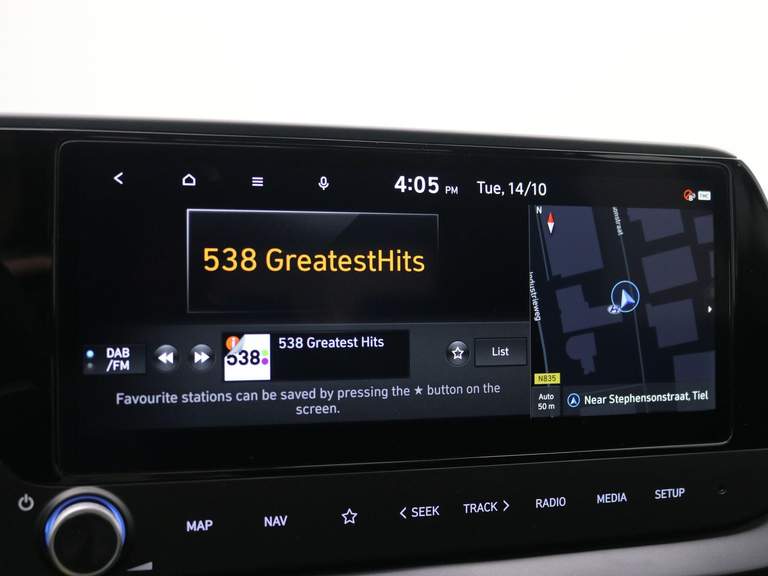 4:05 PM Tue, 14/10
TMC
538 GreatestHits
N
Industrieweg
DAB
/FM
538
538 Greatest Hits
List
Favourite stations can be saved by pressing the ★ button on the
screen.
N835
Auto
50 m
Near Stephensonstraat, Tiel
MAP
NAV
< SEEK
TRACK >
RADIO
MEDIA
SETUP